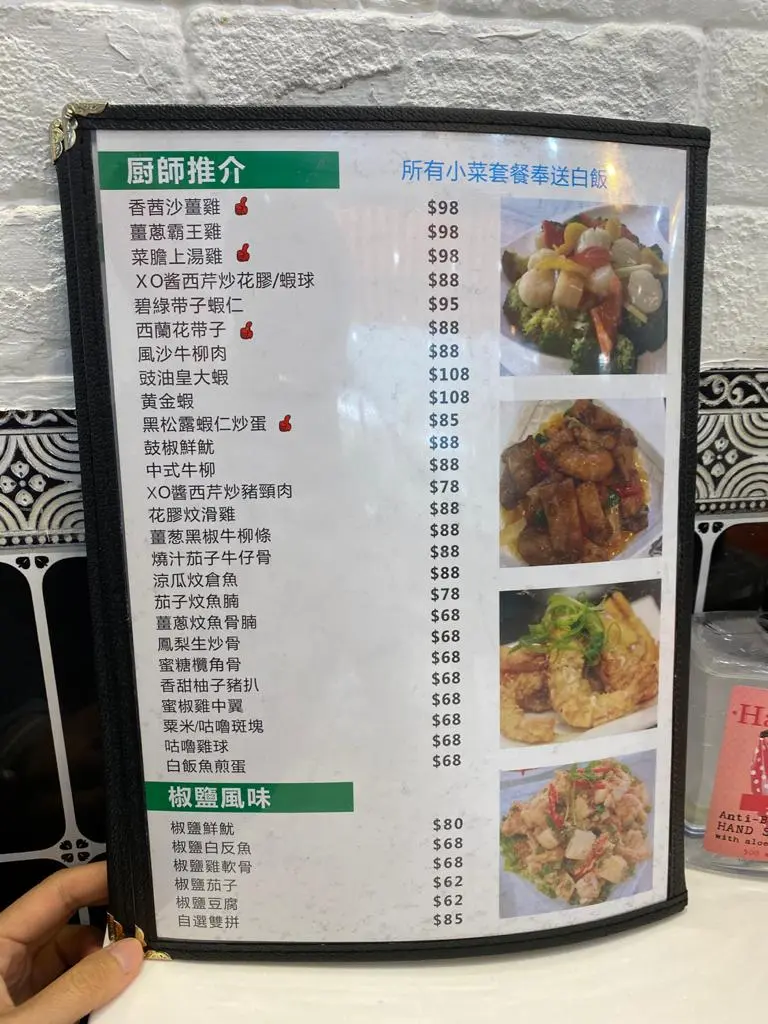 厨師推介
所有小菜套餐奉送白飯
香茜沙薑雞 $98
薑蔥霸王雞 $98
菜膽上湯雞 $98
XO酱西芹炒花膠/蝦球 $88
碧綠带子蝦仁 $95
西蘭花带子 $88
風沙牛柳肉 $88
豉油皇大蝦 $108
黄金蝦 $108
黑松露蝦仁炒蛋 $85
鼓椒鮮魷 $88
中式牛柳 $88
XO醬西芹炒豬頸肉 $78
花膠炆滑雞 $88
薑葱黑椒牛柳條 $88
燒汁茄子牛仔骨 $88
涼瓜炆倉魚 $88
茄子炆魚腩 $78
薑蔥炆魚骨腩 $68
鳳梨生炒骨 $68
蜜糖欖角骨 $68
香甜柚子豬扒 $68
蜜椒雞中翼 $68
粟米/咕嚕斑塊 $68
咕嚕雞球 $68
白飯魚煎蛋 $68
椒鹽風味
椒鹽鮮魷 $80
椒鹽白反魚 $68
椒鹽雞軟骨 $68
椒鹽茄子 $62
椒鹽豆腐 $62
自選雙拼 $85
Anti-B
HAND S
with aloe
500